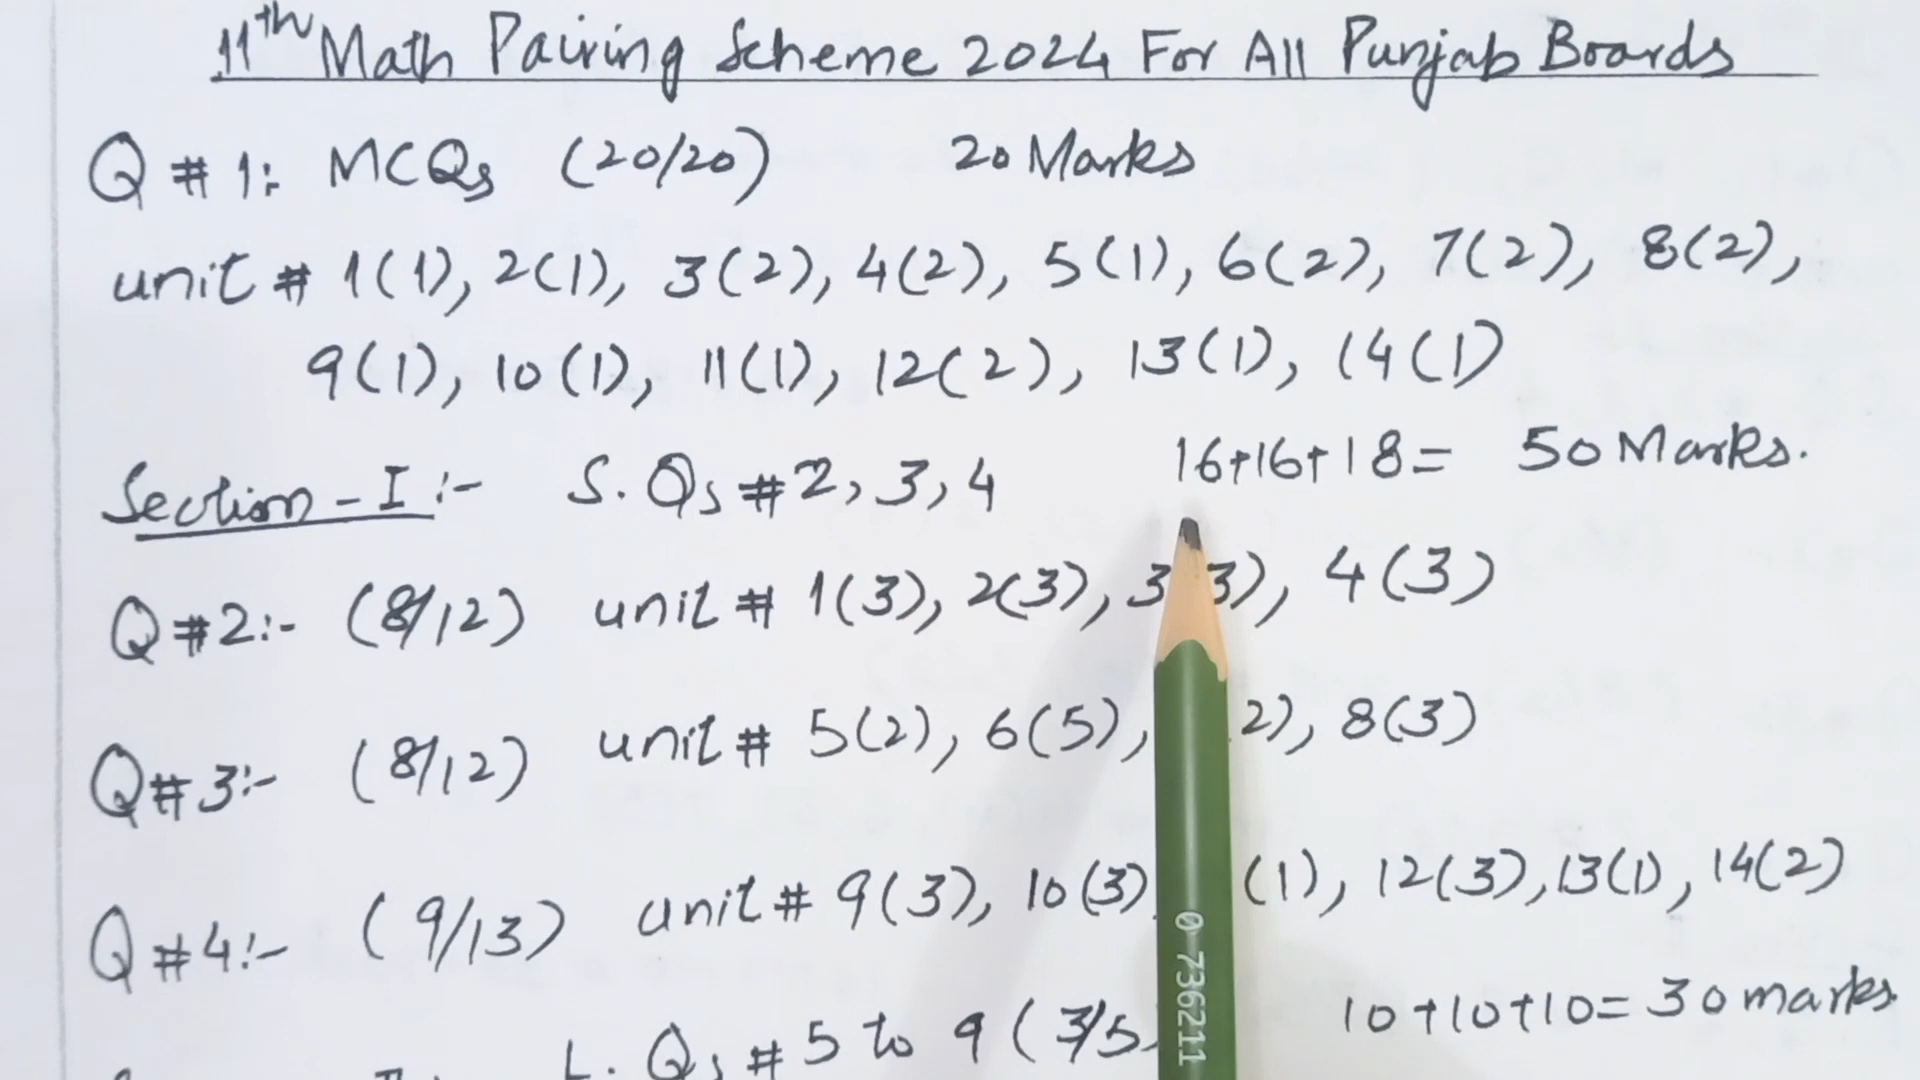 11th Math Pairing Scheme 2024 For All Punjab Boards
Q # 1:- MCQs (20/20) 20 Marks
unit # 1(1), 2(1), 3(2), 4(2), 5(1), 6(2), 7(2), 8(2),
9(1), 10(1), 11(1), 12(2), 13(1), 14(1)
Section-I:- S.Qs # 2, 3, 4 16+16+18= 50 Marks.
Q #2:- (8/12) unit # 1(3), 2(3), 3 3), 4(3)
Q #3:- (8/12) unit # 5(2), 6(5), 2), 8(3)
Q #4:- (9/13) unit # 9(3), 10(3) (1), 12(3), 13(1), 14(2)
L. Qs # 5 to 9 (3/5 10+10+10= 30 marks.
0 736211